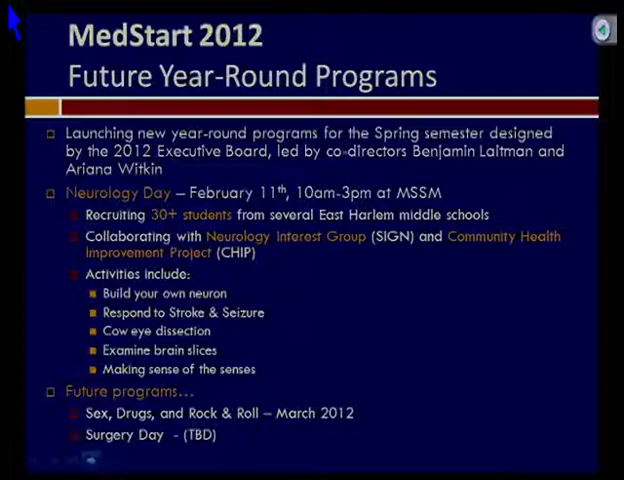 MedStart 2012
Future Year-Round Programs
Launching new year-round programs for the Spring semester designed
by the 2012 Executive Board, led by co-directors Benjamin Laitman and
Ariana Witkin
Neurology Day – February 11th, 10am-3pm at MSSM
Recruiting 30+ students from several East Harlem middle schools
Collaborating with Neurology Interest Group (SIGN) and Community Health
Improvement Project (CHIP)
Activities include:
Build your own neuron
Respond to Stroke & Seizure
Cow eye dissection
Examine brain slices
Making sense of the senses
Future programs...
Sex, Drugs, and Rock & Roll – March 2012
Surgery Day - (TBD)